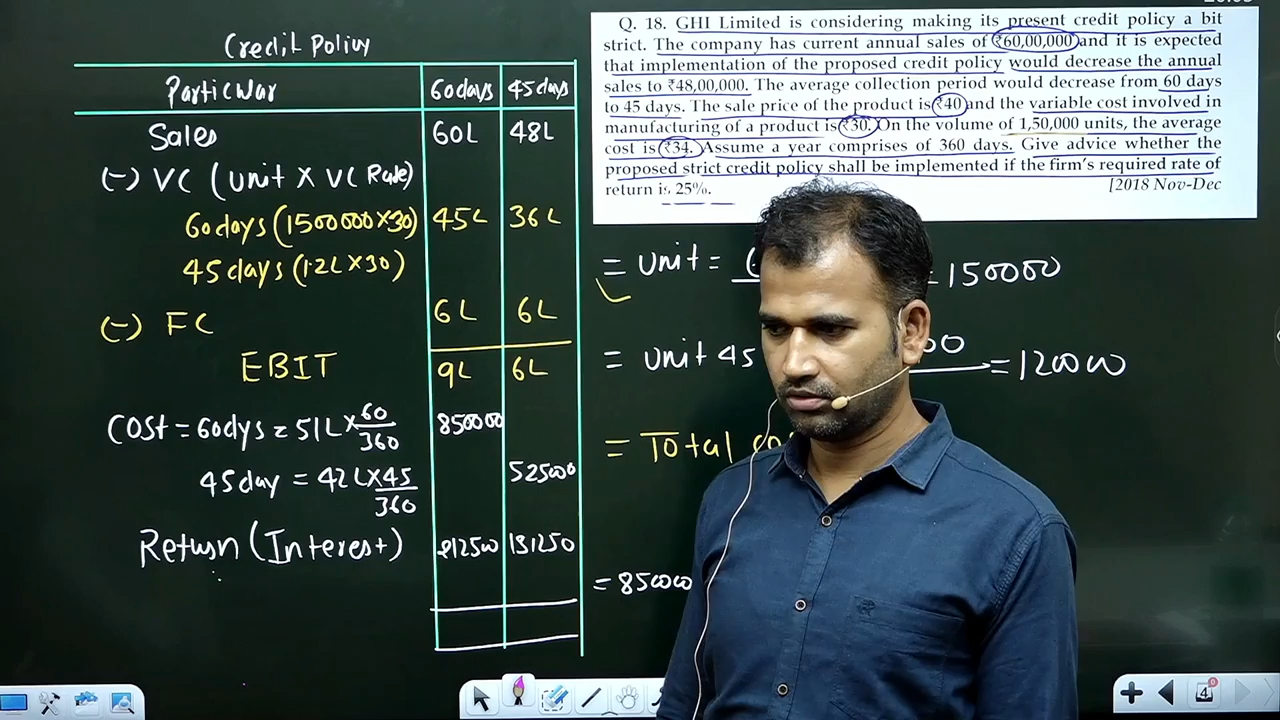 Credit Policy
Particular 60days 45days
Sales 60L 48L
(-) VC (Unit X VC Rate)
60days (1500000X30) 45L 36L
45days (1.2L X30)
(-) FC 6L 6L
EBIT 9L 6L
COST = 60dys = 51L X 60/360 850000
45day = 42L X 45/360 525000
Return (Interest) 212500 131250
Q. 18. GHI Limited is considering making its present credit policy a bit
strict. The company has current annual sales of ₹60,00,000 and it is expected
that implementation of the proposed credit policy would decrease the annual
sales to ₹48,00,000. The average collection period would decrease from 60 days
to 45 days. The sale price of the product is ₹40 and the variable cost involved in
manufacturing of a product is ₹30. On the volume of 1,50,000 units, the average
cost is ₹34. Assume a year comprises of 360 days. Give advice whether the
proposed strict credit policy shall be implemented if the firm's required rate of
return is 25%. [2018 Nov-Dec
= Unit = = 150000
= Unit 45 00 = 120000
= Total
= 850000
4